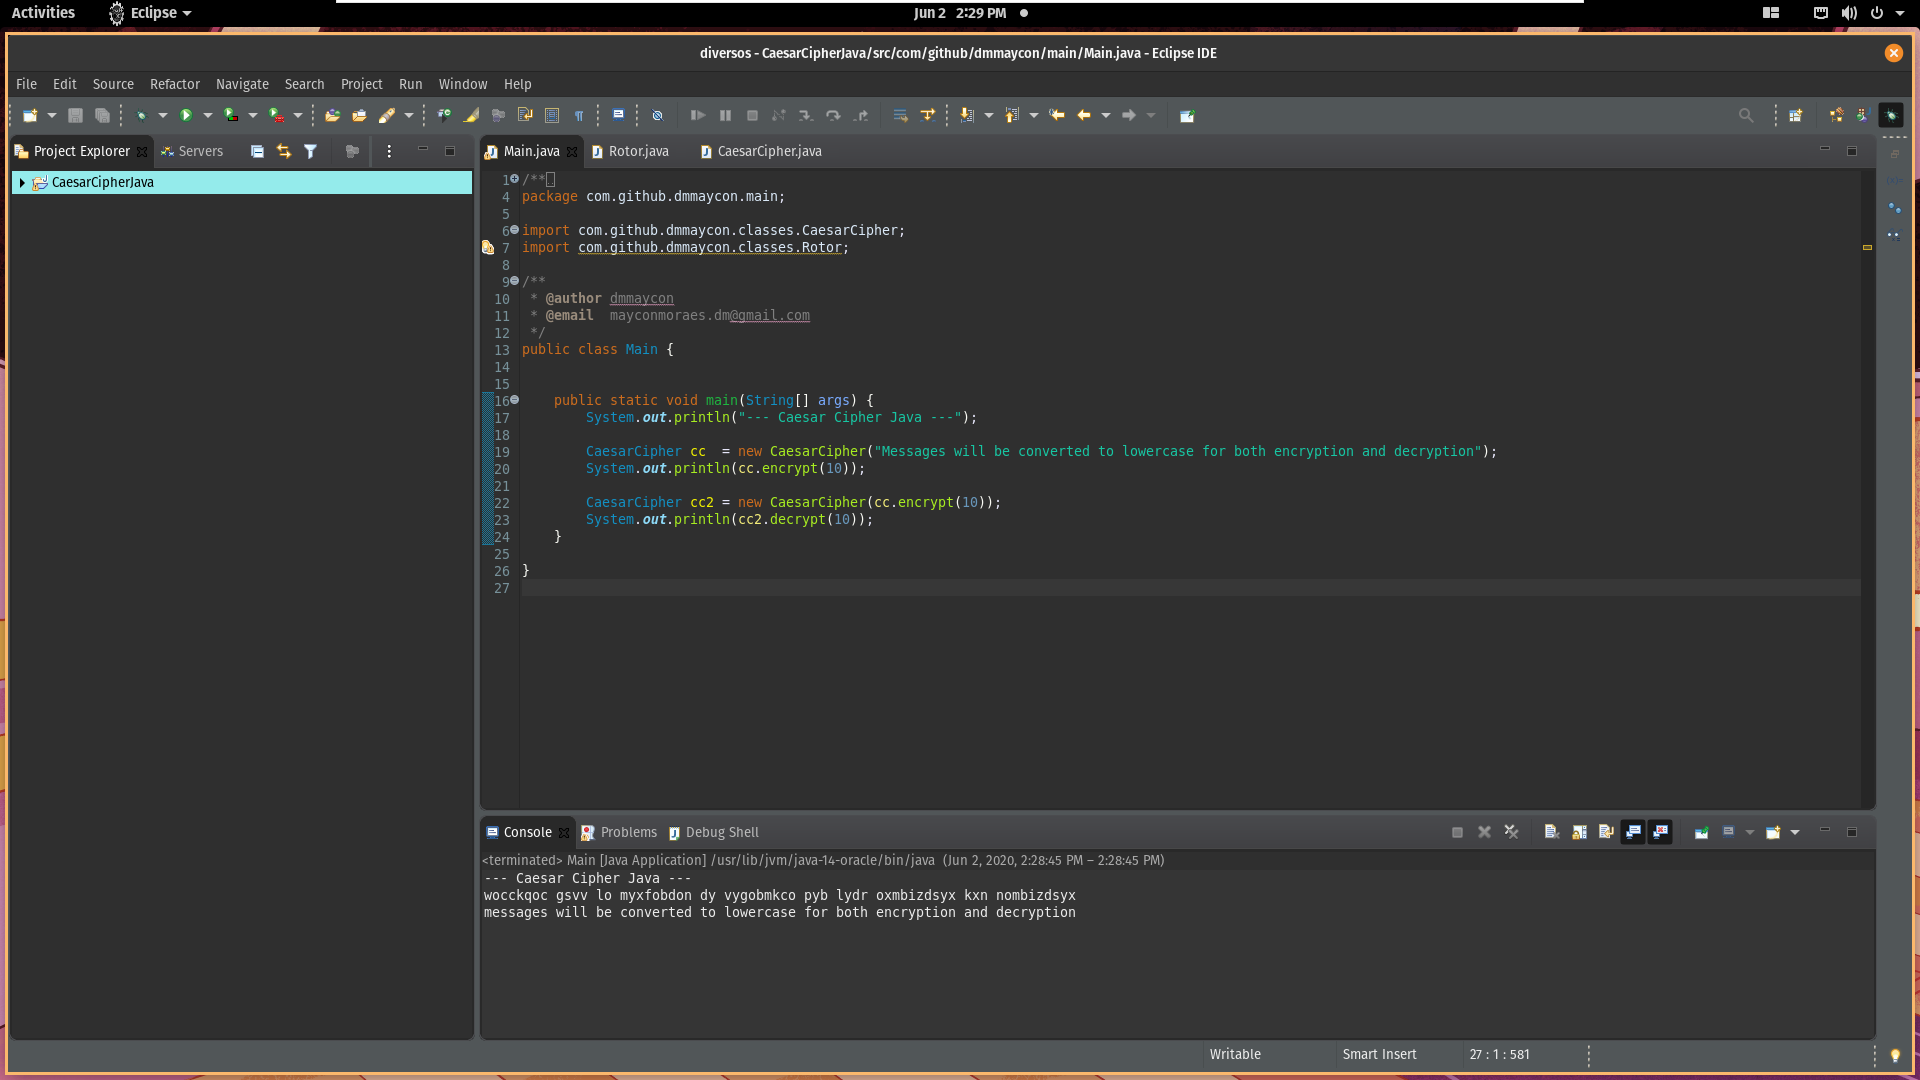 Activities Eclipse Jun 2 2:29 PM
diversos - CaesarCipherJava/src/com/github/dmmaycon/main/Main.java - Eclipse IDE
File Edit Source Refactor Navigate Search Project Run Window Help
Project Explorer Servers
CaesarCipherJava
Main.java Rotor.java CaesarCipher.java
1 /**
4 package com.github.dmmaycon.main;
5
6 import com.github.dmmaycon.classes.CaesarCipher;
7 import com.github.dmmaycon.classes.Rotor;
8
9 /**
10  * @author dmmaycon
11  * @email  mayconmoraes.dm@gmail.com
12  */
13 public class Main {
14
15
16     public static void main(String[] args) {
17         System.out.println("--- Caesar Cipher Java ---");
18
19         CaesarCipher cc  = new CaesarCipher("Messages will be converted to lowercase for both encryption and decryption");
20         System.out.println(cc.encrypt(10));
21
22         CaesarCipher cc2 = new CaesarCipher(cc.encrypt(10));
23         System.out.println(cc2.decrypt(10));
24     }
25
26 }
27
Console Problems Debug Shell
<terminated> Main [Java Application] /usr/lib/jvm/java-14-oracle/bin/java  (Jun 2, 2020, 2:28:45 PM – 2:28:45 PM)
--- Caesar Cipher Java ---
wocckqoc gsvv lo myxfobdon dy vygobmkco pyb lydr oxmbizdsyx kxn nombizdsyx
messages will be converted to lowercase for both encryption and decryption
Writable Smart Insert 27 : 1 : 581